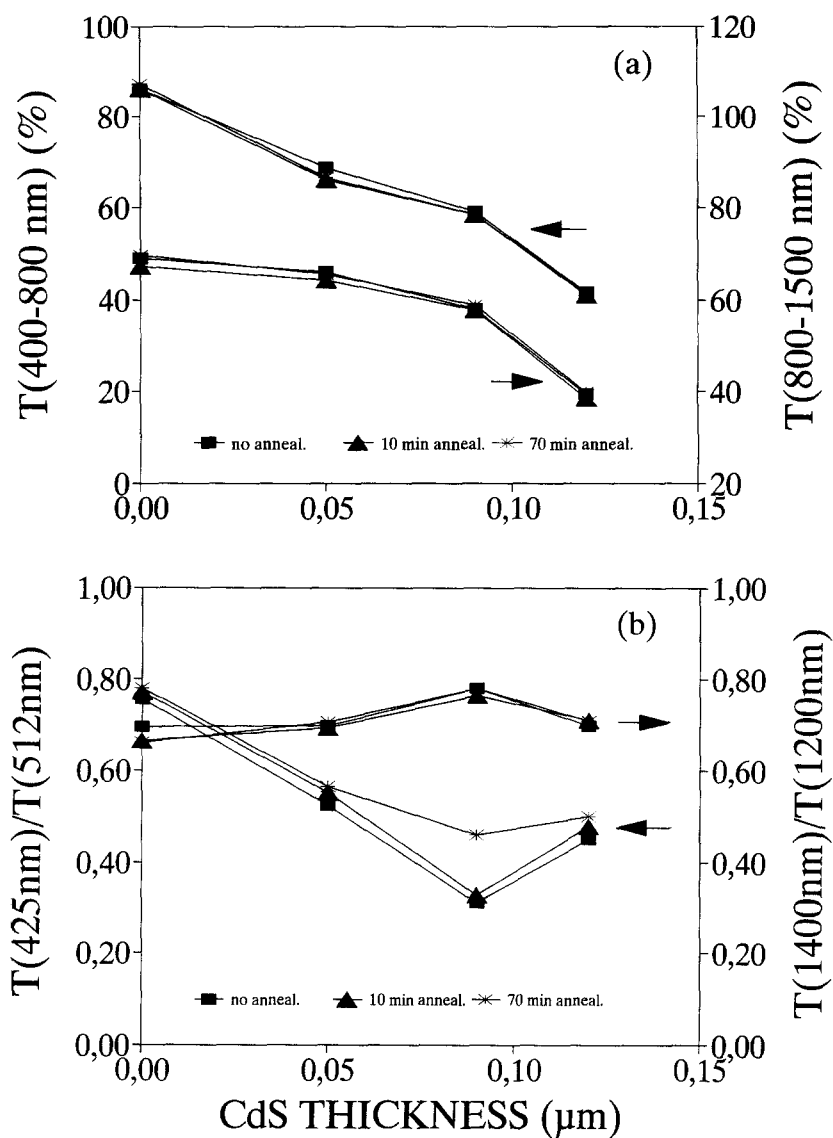 (a)
T(400-800 nm) (%)
100
80
60
40
20
0
120
100
80
60
40
20
T(800-1500 nm) (%)
no anneal. 10 min anneal. 70 min anneal.
0,00 0,05 0,10 0,15
(b)
T(425nm)/T(512nm)
1,00
0,80
0,60
0,40
0,20
0,00
1,00
0,80
0,60
0,40
0,20
0,00
T(1400nm)/T(1200nm)
no anneal. 10 min anneal. 70 min anneal.
0,00 0,05 0,10 0,15
CdS THICKNESS (µm)